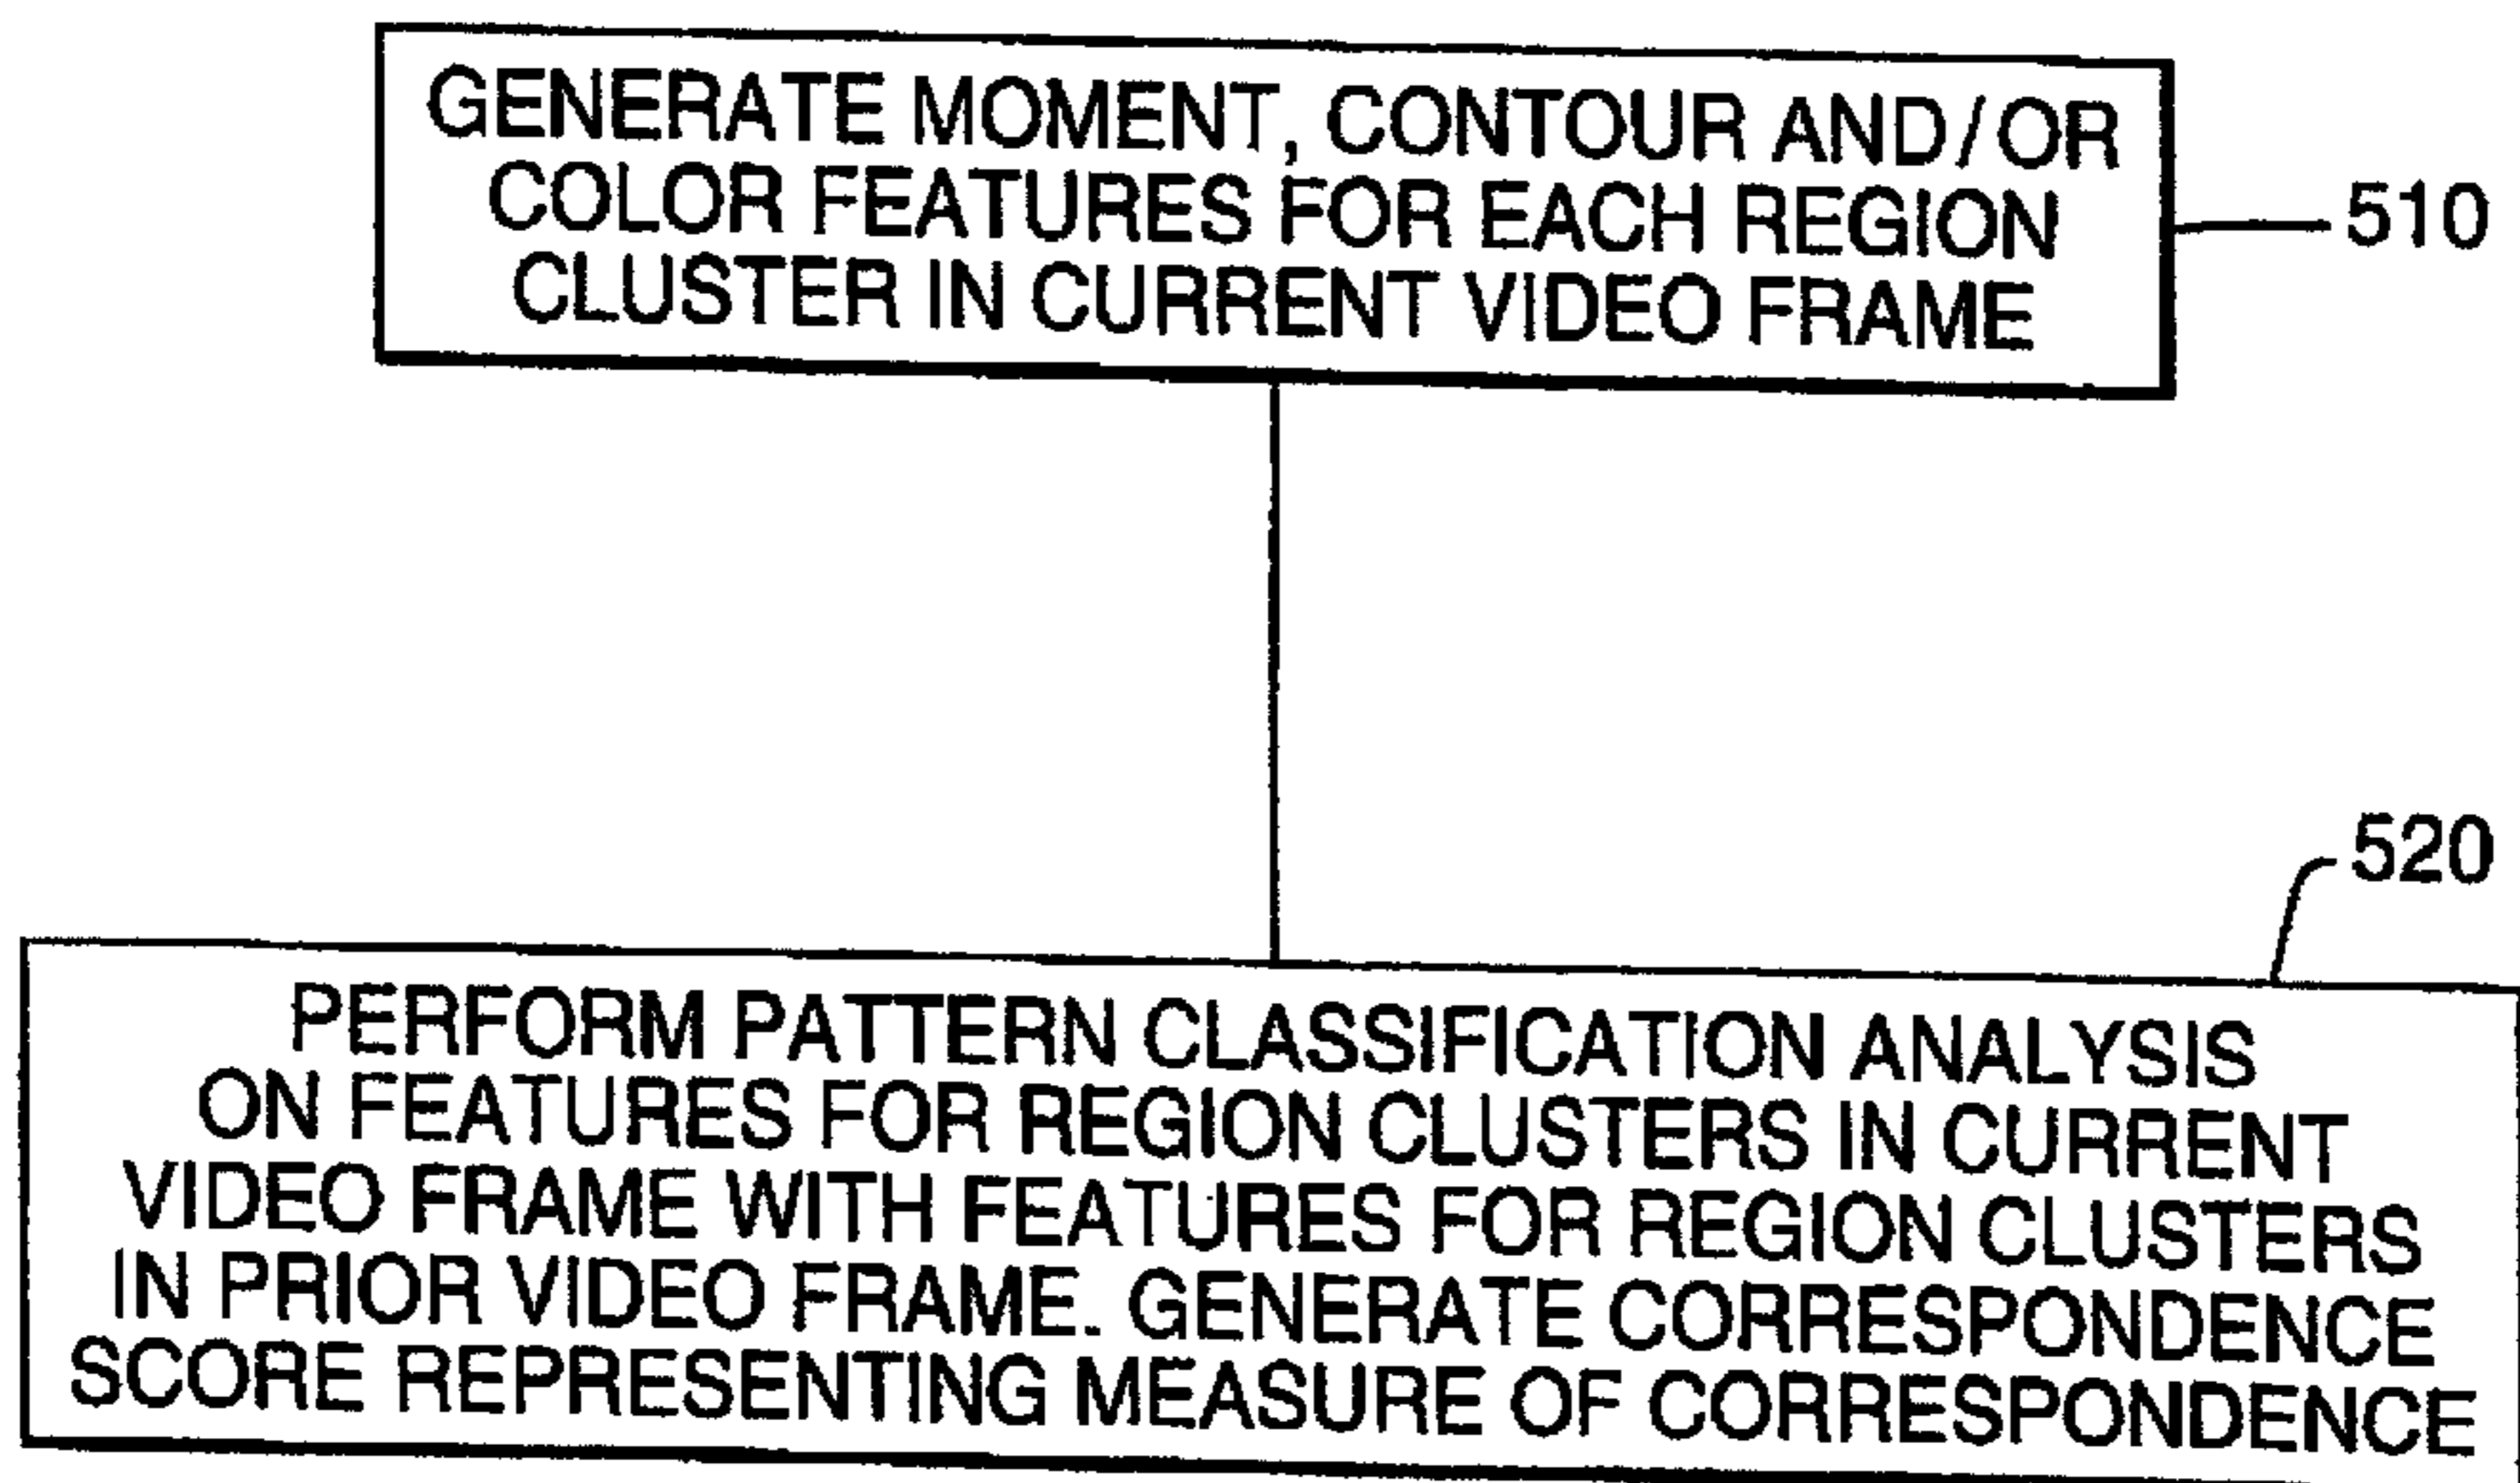 GENERATE MOMENT, CONTOUR AND/OR
COLOR FEATURES FOR EACH REGION
CLUSTER IN CURRENT VIDEO FRAME
510
520
PERFORM PATTERN CLASSIFICATION ANALYSIS
ON FEATURES FOR REGION CLUSTERS IN CURRENT
VIDEO FRAME WITH FEATURES FOR REGION CLUSTERS
IN PRIOR VIDEO FRAME. GENERATE CORRESPONDENCE
SCORE REPRESENTING MEASURE OF CORRESPONDENCE